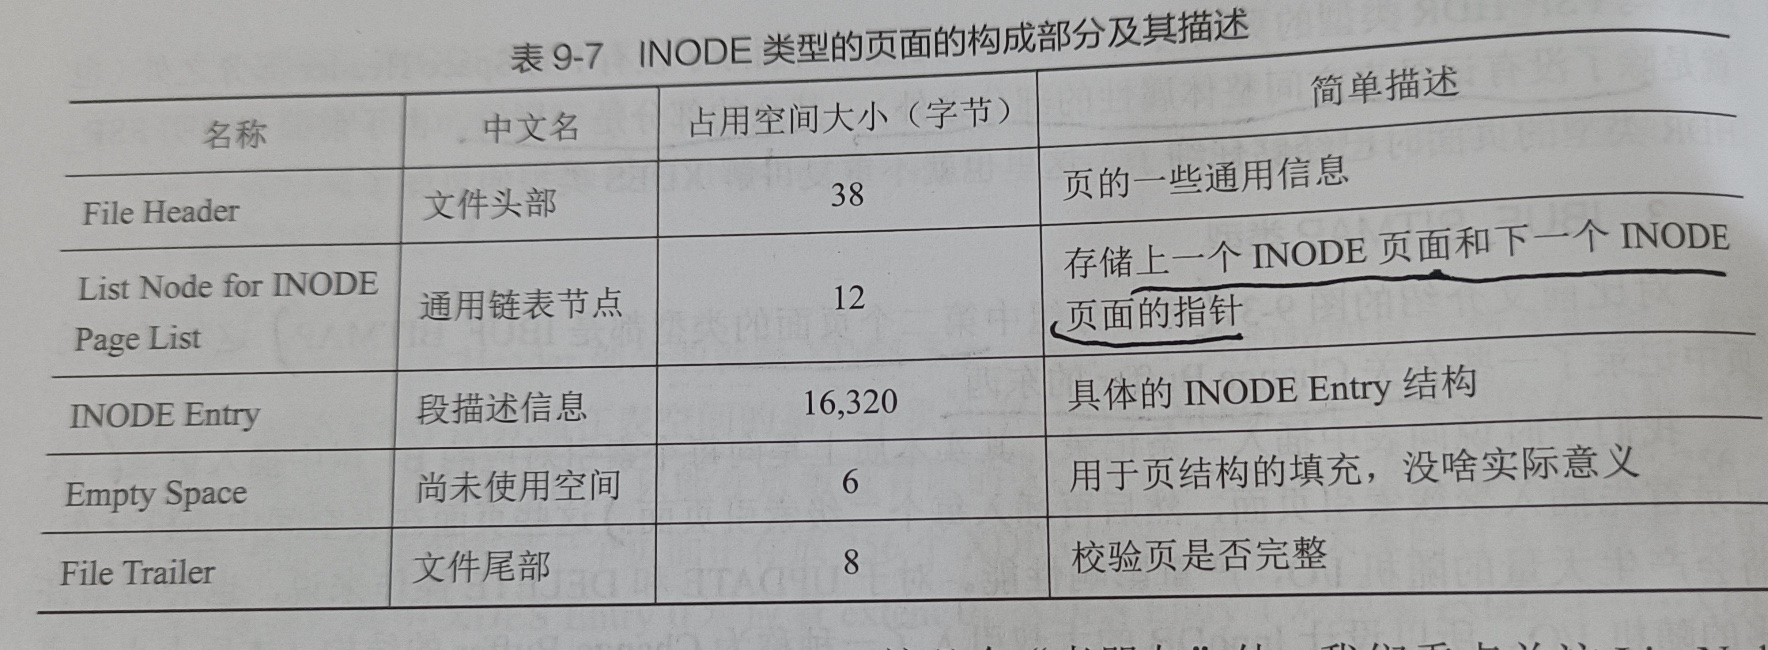 表 9-7 INODE 类型的页面的构成部分及其描述
名称 中文名 占用空间大小（字节） 简单描述
File Header 文件头部 38 页的一些通用信息
List Node for INODE Page List 通用链表节点 12 存储上一个 INODE 页面和下一个 INODE 页面的指针
INODE Entry 段描述信息 16,320 具体的 INODE Entry 结构
Empty Space 尚未使用空间 6 用于页结构的填充，没啥实际意义
File Trailer 文件尾部 8 校验页是否完整